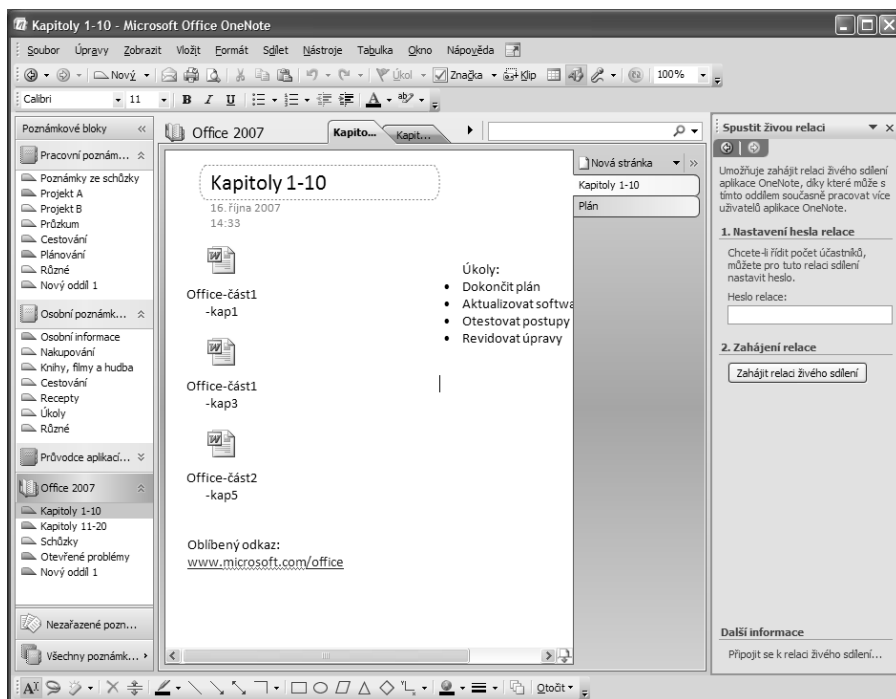 Kapitoly 1-10 - Microsoft Office OneNote
Soubor Úpravy Zobrazit Vložit Formát Sdílet Nástroje Tabulka Okno Nápověda
Nový Úkol Značka Klip 100%
Calibri 11 B I U A ab
Poznámkové bloky
Pracovní poznám...
Poznámky ze schůzky
Projekt A
Projekt B
Průzkum
Cestování
Plánování
Různé
Nový oddíl 1
Osobní poznámk...
Osobní informace
Nakupování
Knihy, filmy a hudba
Cestování
Recepty
Úkoly
Různé
Průvodce aplikací...
Office 2007
Kapitoly 1-10
Kapitoly 11-20
Schůzky
Otevřené problémy
Nový oddíl 1
Nezařazené pozn...
Všechny poznámk...
Office 2007 Kapito... Kapit...
Kapitoly 1-10
16. října 2007
14:33
Office-část1
-kap1
Office-část1
-kap3
Office-část2
-kap5
Oblíbený odkaz:
www.microsoft.com/office
Úkoly:
• Dokončit plán
• Aktualizovat softwa
• Otestovat postupy
• Revidovat úpravy
Nová stránka
Kapitoly 1-10
Plán
Spustit živou relaci
Umožňuje zahájit relaci živého sdílení
aplikace OneNote, díky které může s
tímto oddílem současně pracovat více
uživatelů aplikace OneNote.
1. Nastavení hesla relace
Chcete-li řídit počet účastníků,
můžete pro tuto relaci sdílení
nastavit heslo.
Heslo relace:
2. Zahájení relace
Zahájit relaci živého sdílení
Další informace
Připojit se k relaci živého sdílení...
Otočit